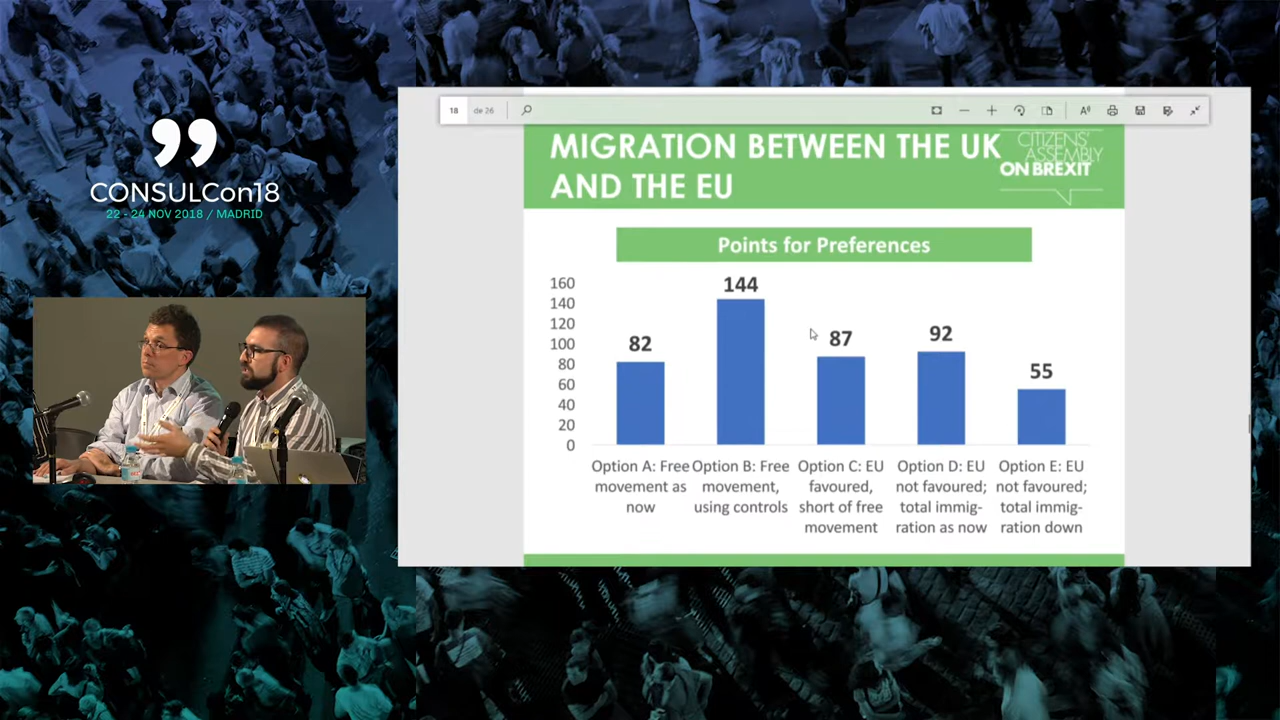 CONSULCon18
22 - 24 NOV 2018 / MADRID
18 de 26
MIGRATION BETWEEN THE UK
AND THE EU
CITIZENS'
ASSEMBLY
ON BREXIT
Points for Preferences
160
140
120
100
80
60
40
20
0
82
144
87
92
55
Option A: Free
movement as
now
Option B: Free
movement,
using controls
Option C: EU
favoured,
short of free
movement
Option D: EU
not favoured;
total immig-
ration as now
Option E: EU
not favoured;
total immig-
ration down